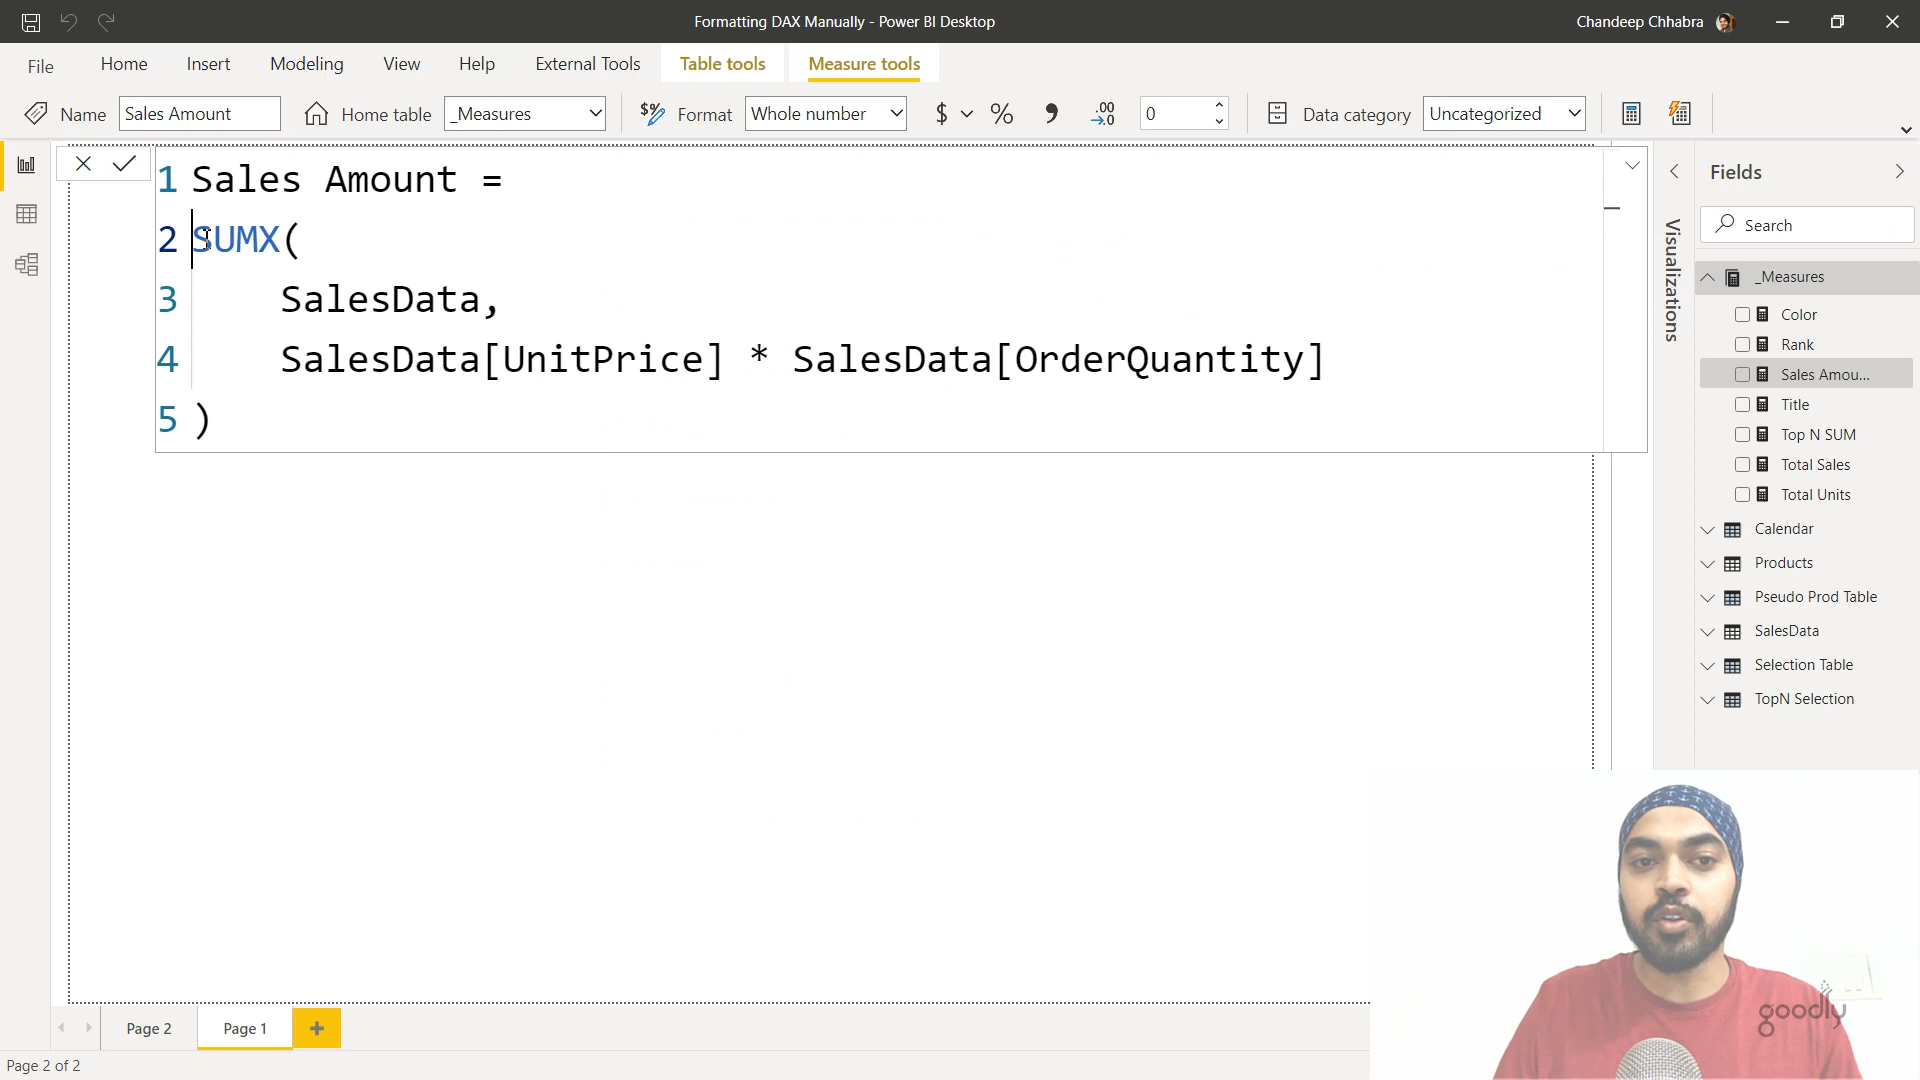 Formatting DAX Manually - Power BI Desktop
Chandeep Chhabra
File Home Insert Modeling View Help External Tools Table tools Measure tools
Name Sales Amount Home table _Measures Format Whole number $ % , .00 0 Data category Uncategorized
1 Sales Amount =
2 SUMX(
3 SalesData,
4 SalesData[UnitPrice] * SalesData[OrderQuantity]
5 )
Visualizations
Fields
Search
_Measures
Color
Rank
Sales Amou...
Title
Top N SUM
Total Sales
Total Units
Calendar
Products
Pseudo Prod Table
SalesData
Selection Table
TopN Selection
goodly
Page 2 Page 1 +
Page 2 of 2